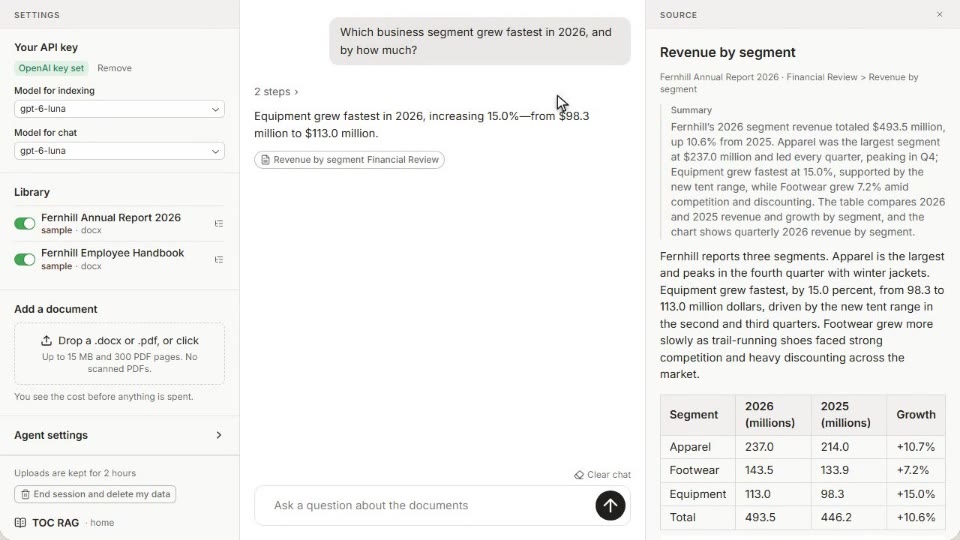 SETTINGS
Your API key
OpenAI key set Remove
Model for indexing
gpt-6-luna
Model for chat
gpt-6-luna
Library
Fernhill Annual Report 2026
sample · docx
Fernhill Employee Handbook
sample · docx
Add a document
Drop a .docx or .pdf, or click
Up to 15 MB and 300 PDF pages. No
scanned PDFs.
You see the cost before anything is spent.
Agent settings
Uploads are kept for 2 hours
End session and delete my data
TOC RAG · home
Which business segment grew fastest in 2026, and
by how much?
2 steps ›
Equipment grew fastest in 2026, increasing 15.0%—from $98.3
million to $113.0 million.
Revenue by segment Financial Review
Clear chat
Ask a question about the documents
SOURCE ×
Revenue by segment
Fernhill Annual Report 2026 · Financial Review > Revenue by
segment
Summary
Fernhill's 2026 segment revenue totaled $493.5 million,
up 10.6% from 2025. Apparel was the largest segment
at $237.0 million and led every quarter, peaking in Q4;
Equipment grew fastest at 15.0%, supported by the
new tent range, while Footwear grew 7.2% amid
competition and discounting. The table compares 2026
and 2025 revenue and growth by segment, and the
chart shows quarterly 2026 revenue by segment.
Fernhill reports three segments. Apparel is the largest
and peaks in the fourth quarter with winter jackets.
Equipment grew fastest, by 15.0 percent, from 98.3 to
113.0 million dollars, driven by the new tent range in
the second and third quarters. Footwear grew more
slowly as trail-running shoes faced strong
competition and heavy discounting across the
market.
Segment 2026 (millions) 2025 (millions) Growth
Apparel 237.0 214.0 +10.7%
Footwear 143.5 133.9 +7.2%
Equipment 113.0 98.3 +15.0%
Total 493.5 446.2 +10.6%